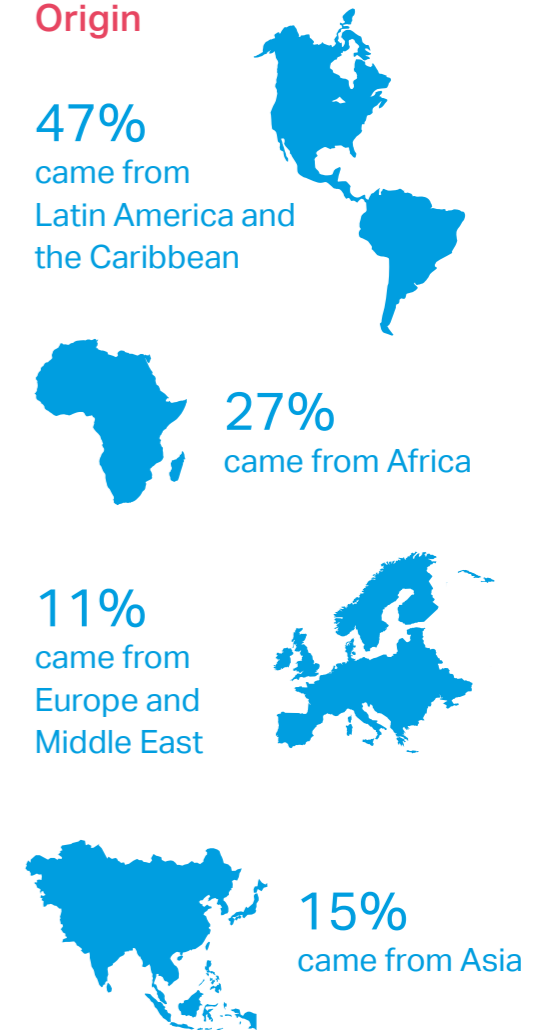 Origin
47%
came from
Latin America and
the Caribbean
27%
came from Africa
11%
came from
Europe and
Middle East
15%
came from Asia